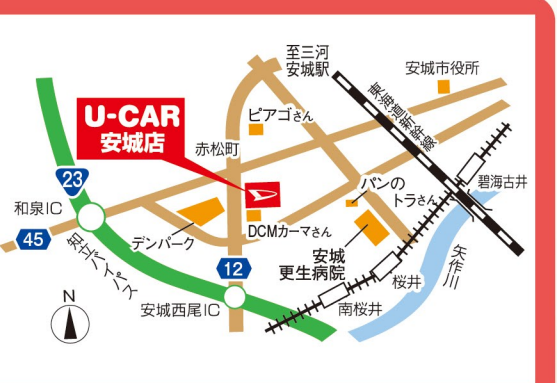 至三河
安城駅
安城市役所
U-CAR
安城店
ピアゴさん
東海道新幹線
赤松町
23
碧海古井
パンの
トラさん
和泉IC
DCMカーマさん
45
知立バイパス
デンパーク
安城
更生病院
矢作川
12
桜井
N
安城西尾IC
南桜井